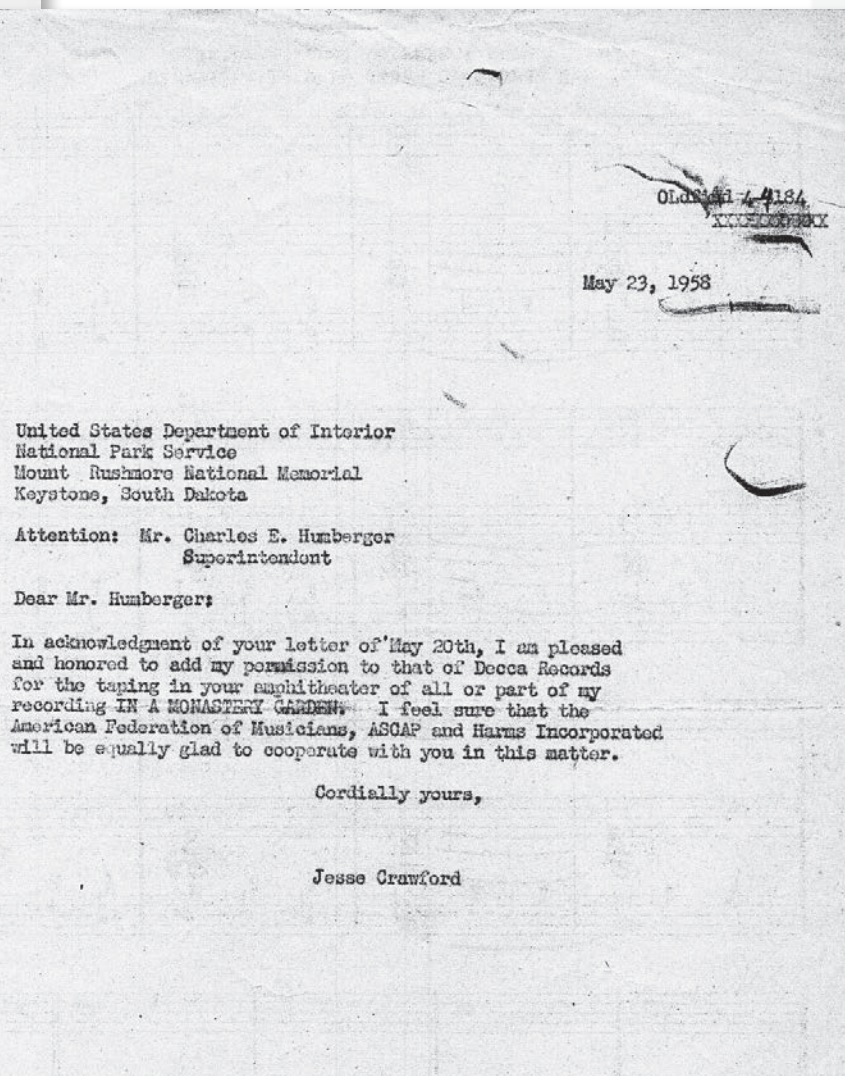 OLdfield 4-4184
May 23, 1958
United States Department of Interior
National Park Service
Mount Rushmore National Memorial
Keystone, South Dakota
Attention: Mr. Charles E. Humberger
Superintendent
Dear Mr. Humberger:
In acknowledgment of your letter of May 20th, I am pleased
and honored to add my permission to that of Decca Records
for the taping in your amphitheater of all or part of my
recording IN A MONASTERY GARDEN. I feel sure that the
American Federation of Musicians, ASCAP and Harms Incorporated
will be equally glad to cooperate with you in this matter.
Cordially yours,
Jesse Crawford